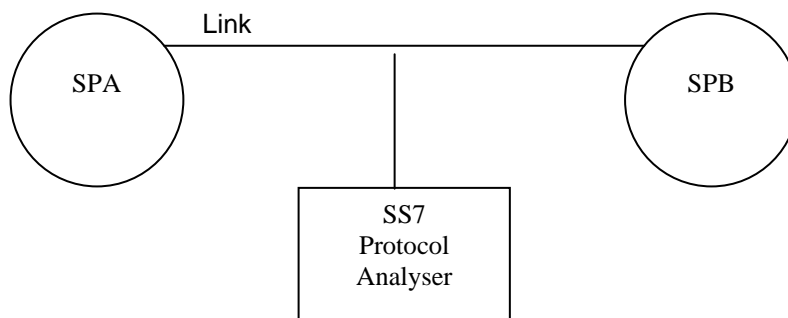 Link
SPA
SPB
SS7
Protocol
Analyser